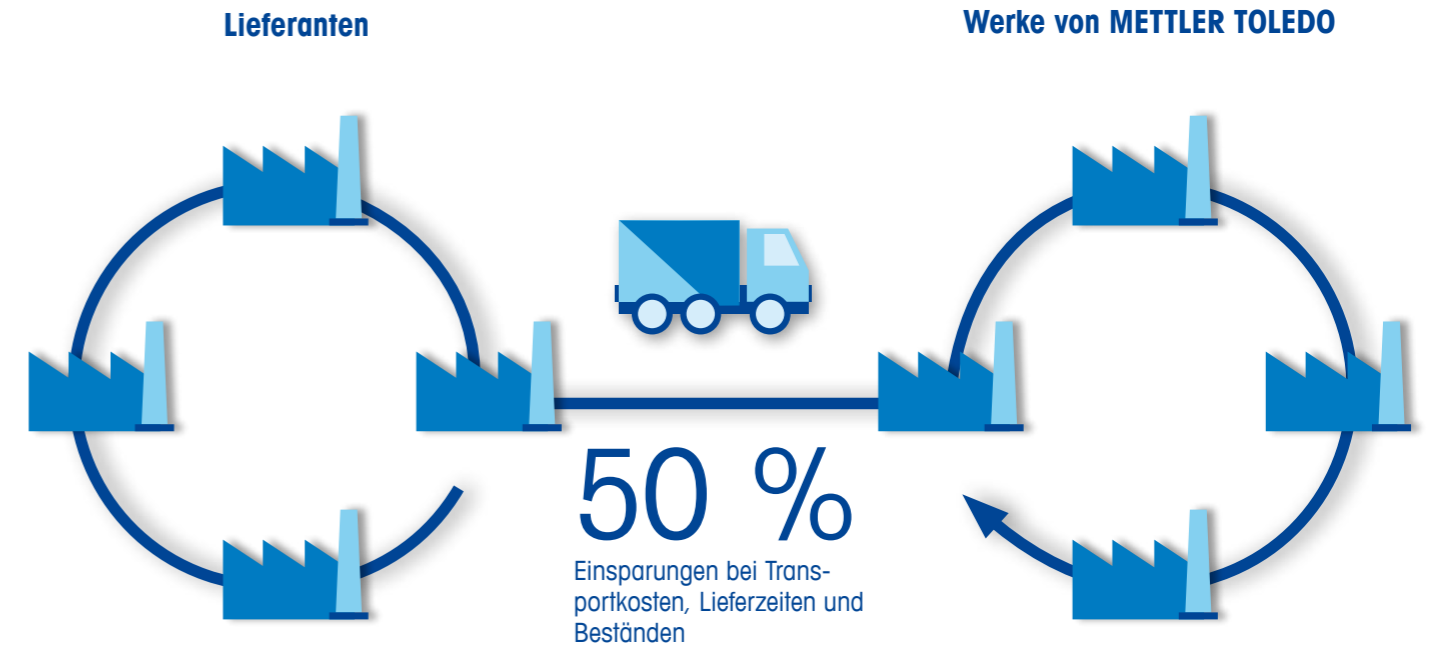 Lieferanten
Werke von METTLER TOLEDO
50 %
Einsparungen bei Trans-
portkosten, Lieferzeiten und
Beständen